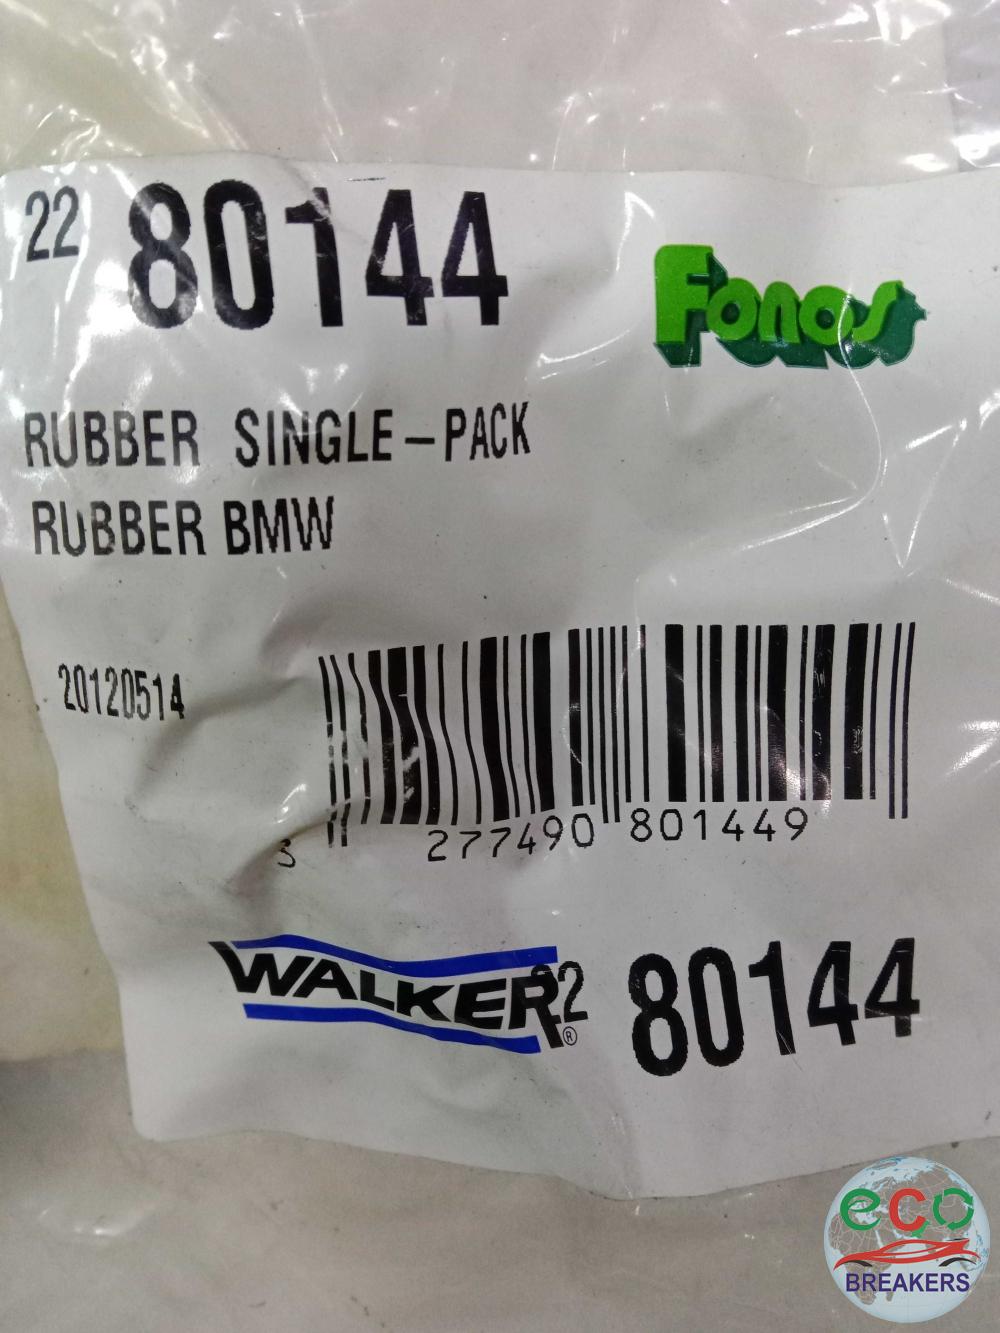 22 80144
Fonos
RUBBER SINGLE-PACK
RUBBER BMW
20120514
3 277490 801449
WALKER®
22 80144
eco
BREAKERS